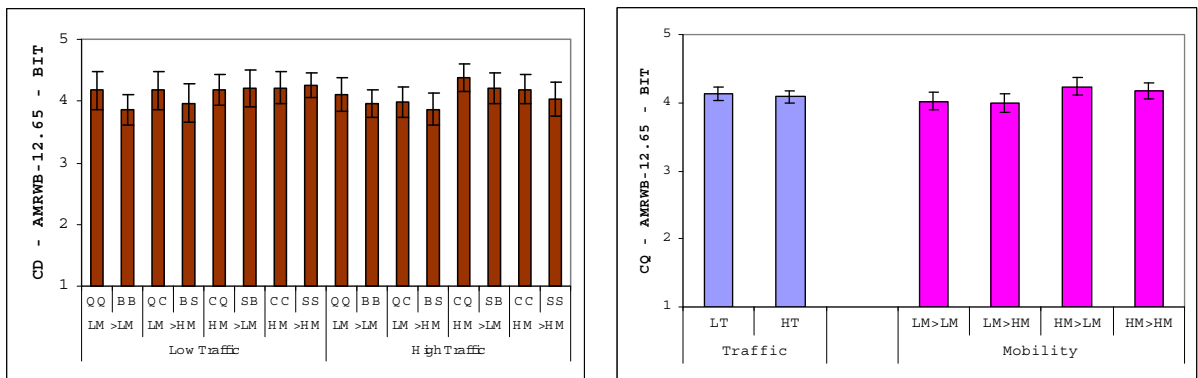 CD - AMRWB-12.65 - BIT
5
4
3
2
1
QQ BB QC BS CQ SB CC SS QQ BB QC BS CQ SB CC SS
LM >LM LM >HM HM >LM HM >HM LM >LM LM >HM HM >LM HM >HM
Low Traffic High Traffic
CQ - AMRWB-12.65 - BIT
5
4
3
2
1
LT HT LM>LM LM>HM HM>LM HM>HM
Traffic Mobility